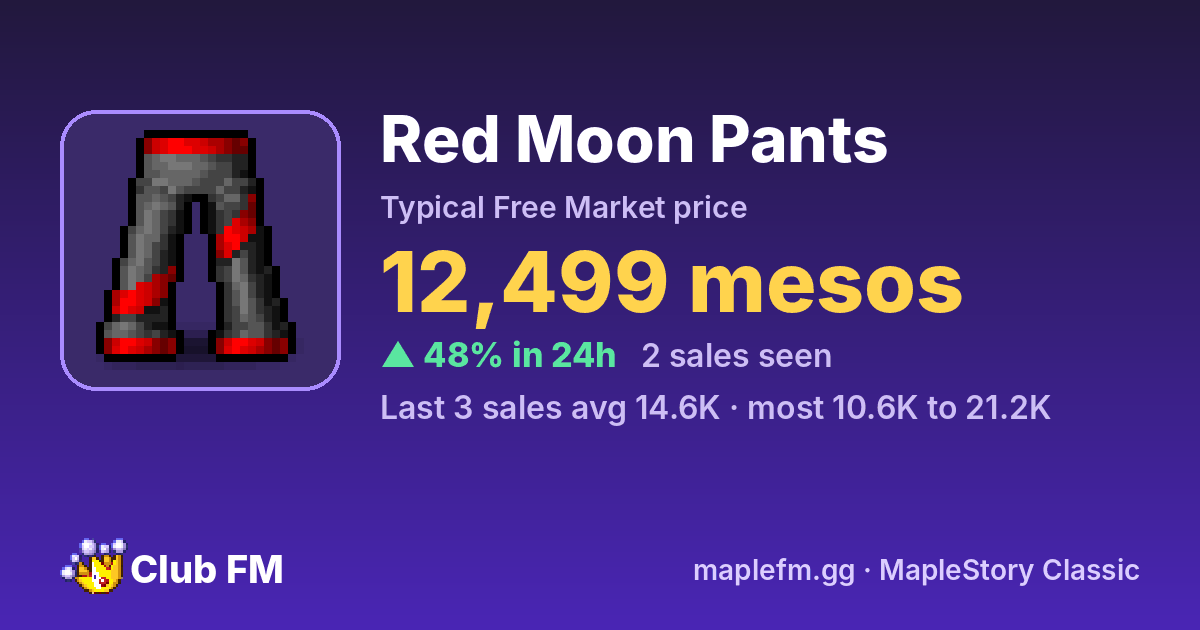 Red Moon Pants
Typical Free Market price
12,499 mesos
▲ 48% in 24h 2 sales seen
Last 3 sales avg 14.6K · most 10.6K to 21.2K
Club FM
maplefm.gg · MapleStory Classic